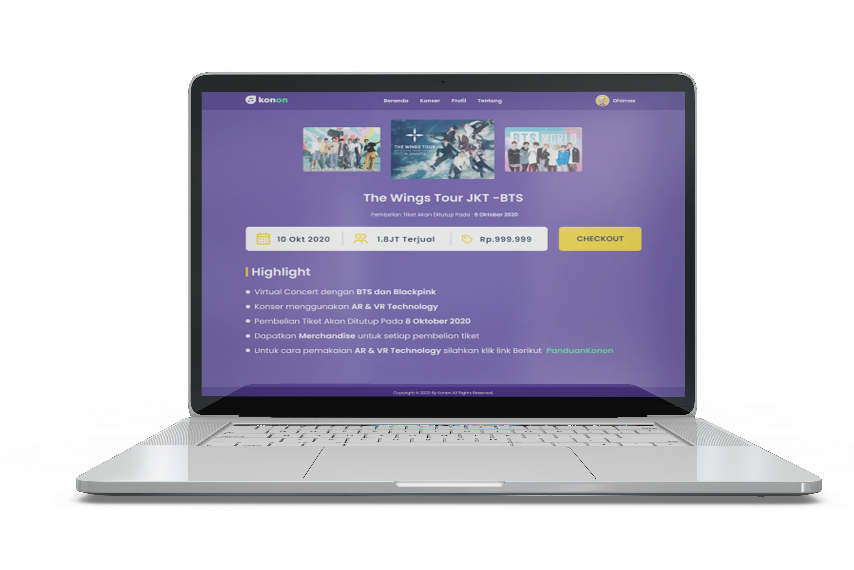 konon
Beranda Konser Profil Tentang
Dhimas
THE WINGS TOUR
BTS WORLD
The Wings Tour JKT -BTS
Pembelian Tiket Akan Ditutup Pada : 8 Oktober 2020
10 Okt 2020
1.8JT Terjual
Rp.999.999
CHECKOUT
Highlight
Virtual Concert dengan BTS dan Blackpink
Konser menggunakan AR & VR Technology
Pembelian Tiket Akan Ditutup Pada 8 Oktober 2020
Dapatkan Merchandise untuk setiap pembelian tiket
Untuk cara pemakaian AR & VR Technology silahkan klik link Berikut PanduanKonon
Copyright © 2020 By Konon All Rights Reserved.